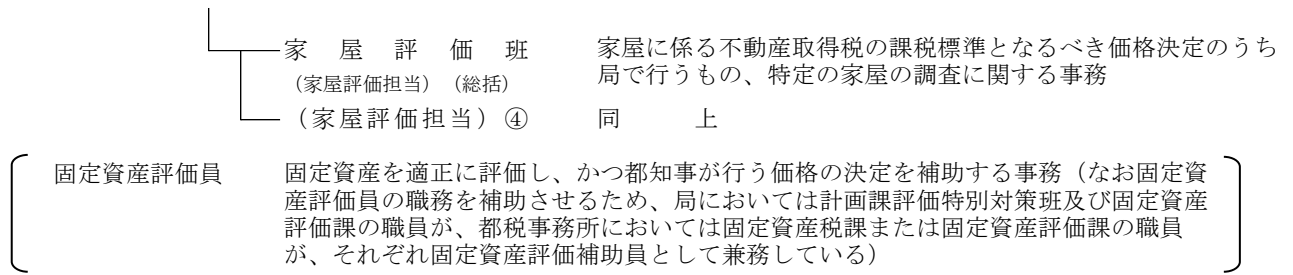 家屋評価班 家屋に係る不動産取得税の課税標準となるべき価格決定のうち
(家屋評価担当)(総括) 局で行うもの、特定の家屋の調査に関する事務
(家屋評価担当)④ 同上
固定資産評価員 固定資産を適正に評価し、かつ都知事が行う価格の決定を補助する事務(なお固定資
産評価員の職務を補助させるため、局においては計画課評価特別対策班及び固定資産
評価課の職員が、都税事務所においては固定資産税課または固定資産評価課の職員
が、それぞれ固定資産評価補助員として兼務している)